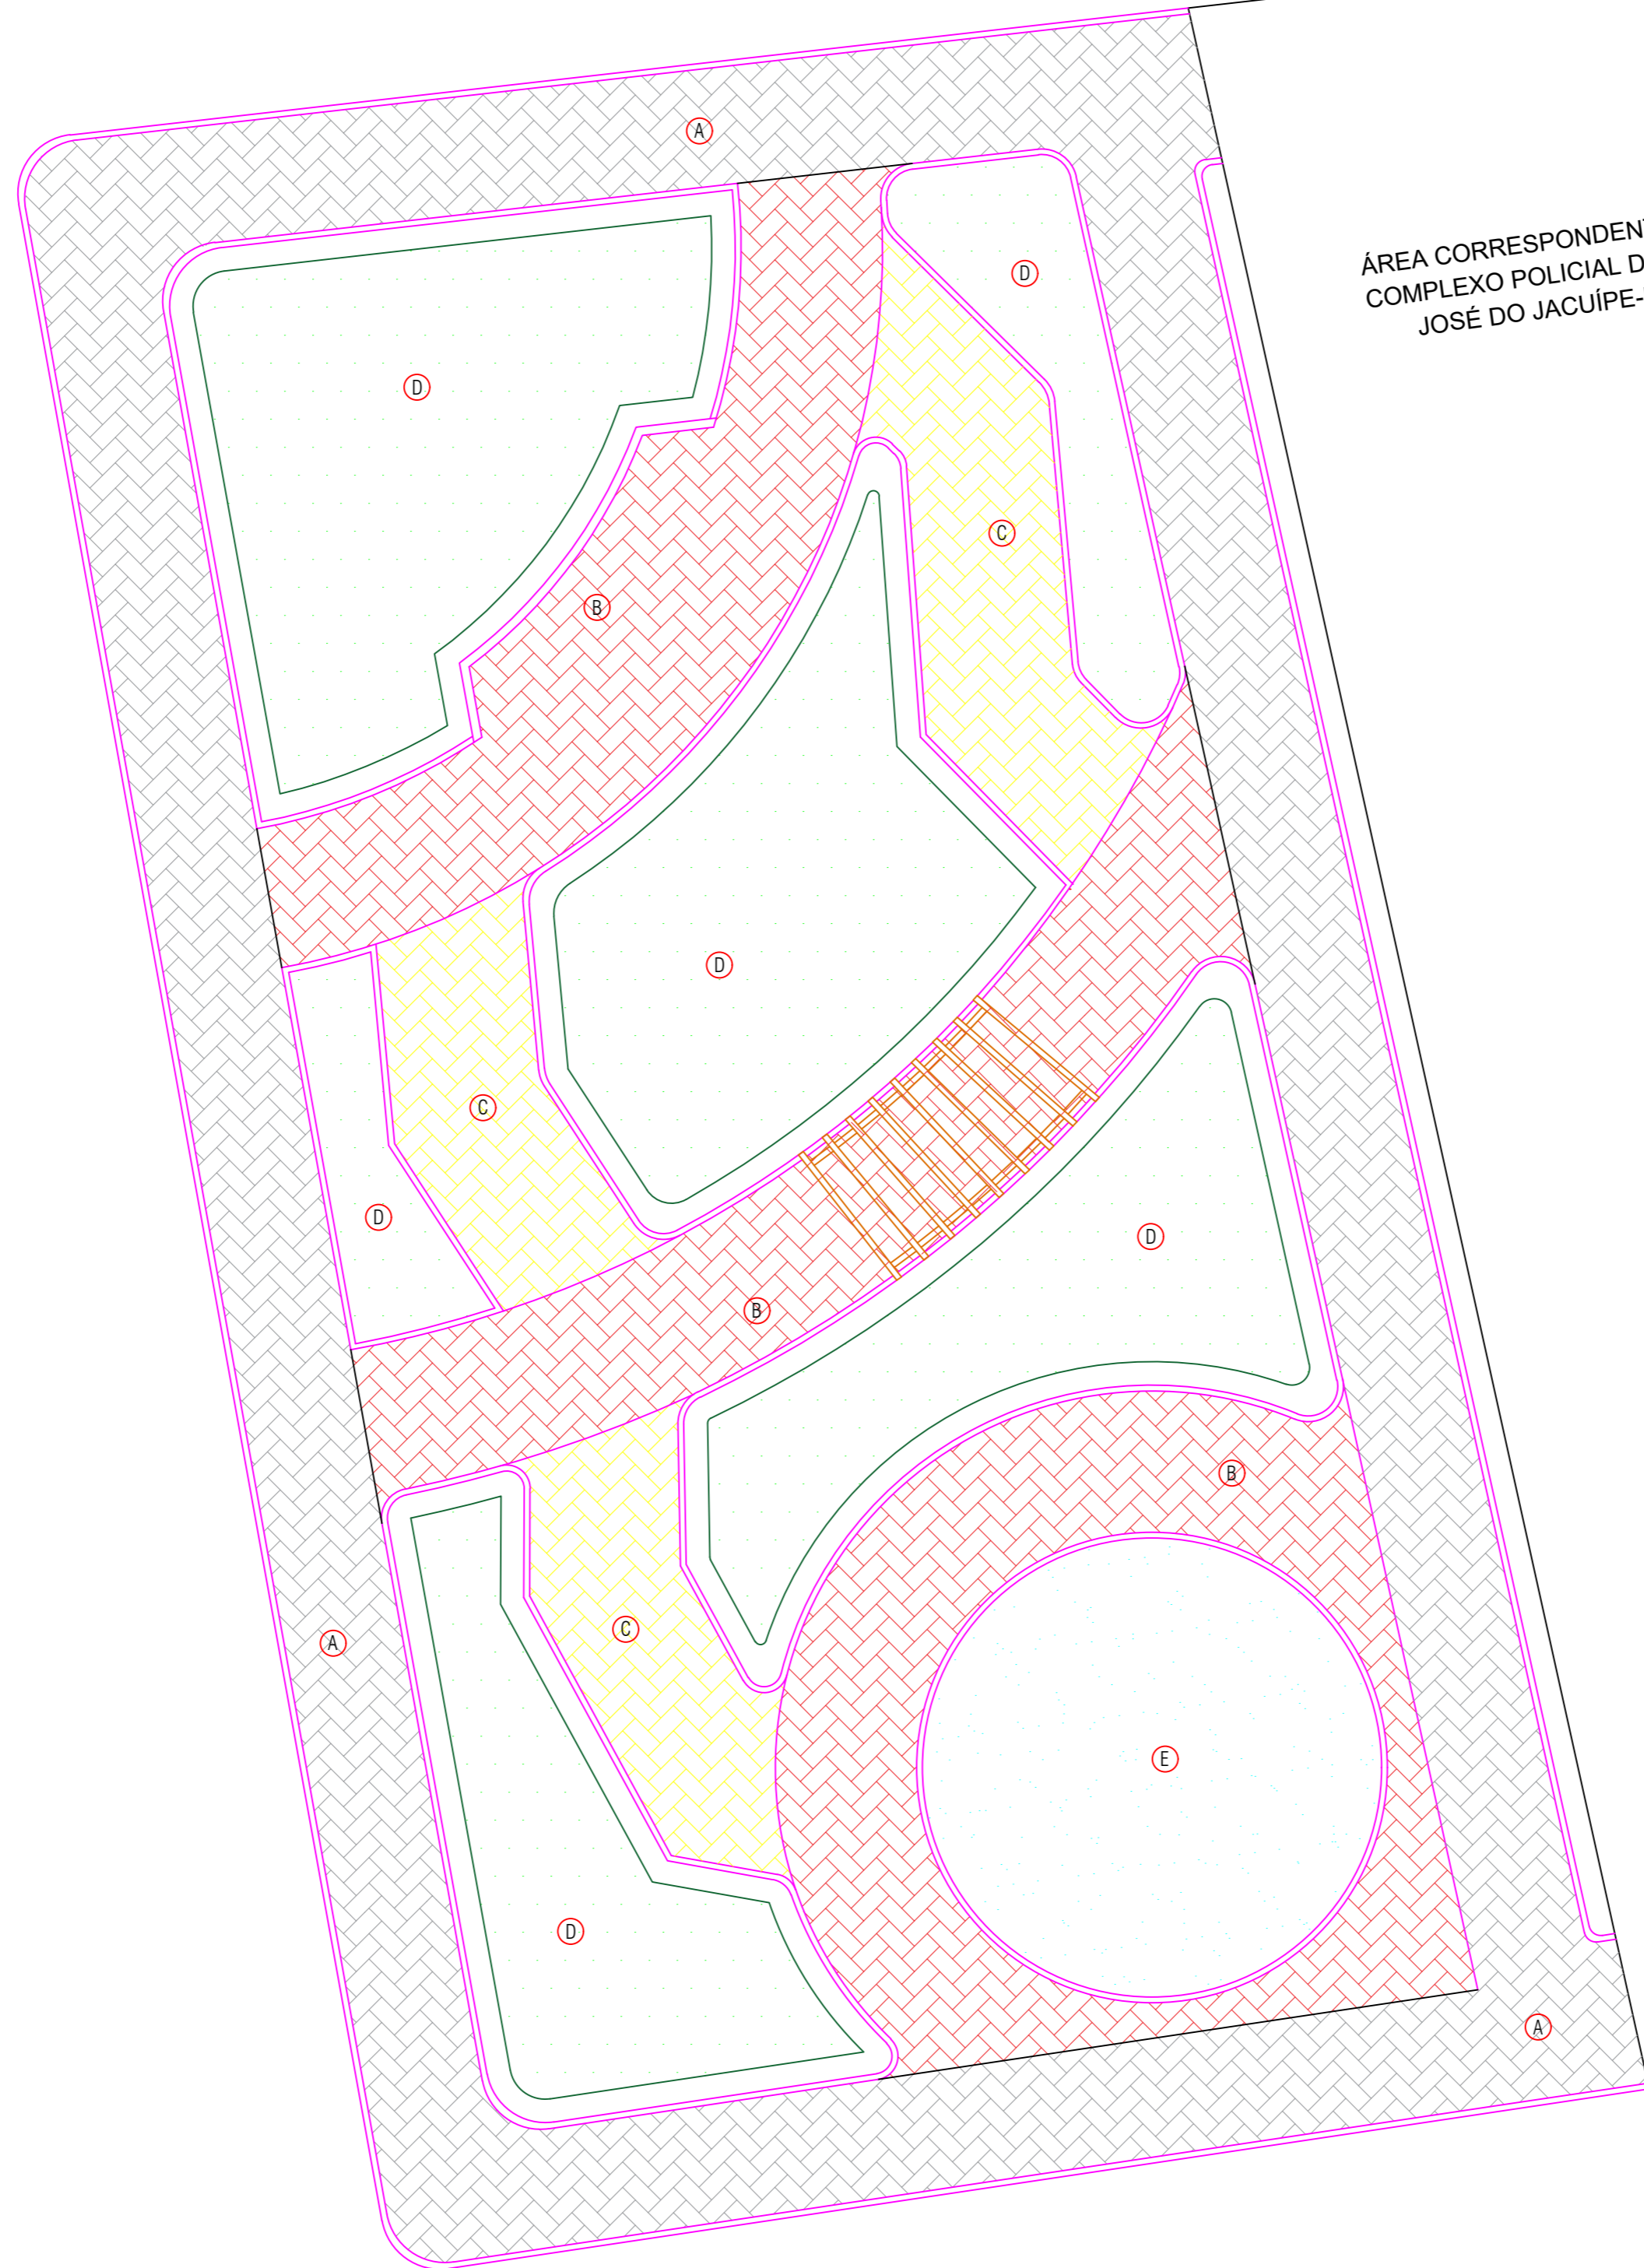 A
ÁREA CORRESPONDEN
COMPLEXO POLICIAL D
JOSÉ DO JACUÍPE-
D
D
C
B
D
C
D
D
B
B
C
A
E
D
A